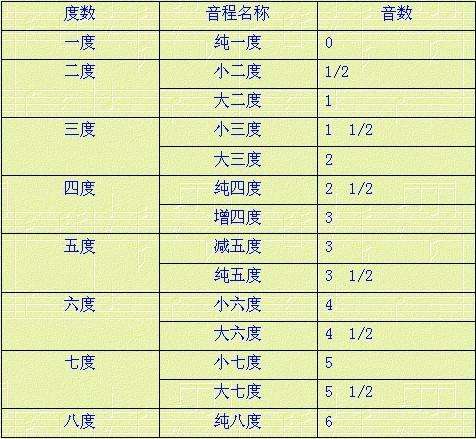 度数 音程名称 音数
一度 纯一度 0
二度 小二度 1/2
大二度 1
三度 小三度 1 1/2
大三度 2
四度 纯四度 2 1/2
增四度 3
五度 减五度 3
纯五度 3 1/2
六度 小六度 4
大六度 4 1/2
七度 小七度 5
大七度 5 1/2
八度 纯八度 6